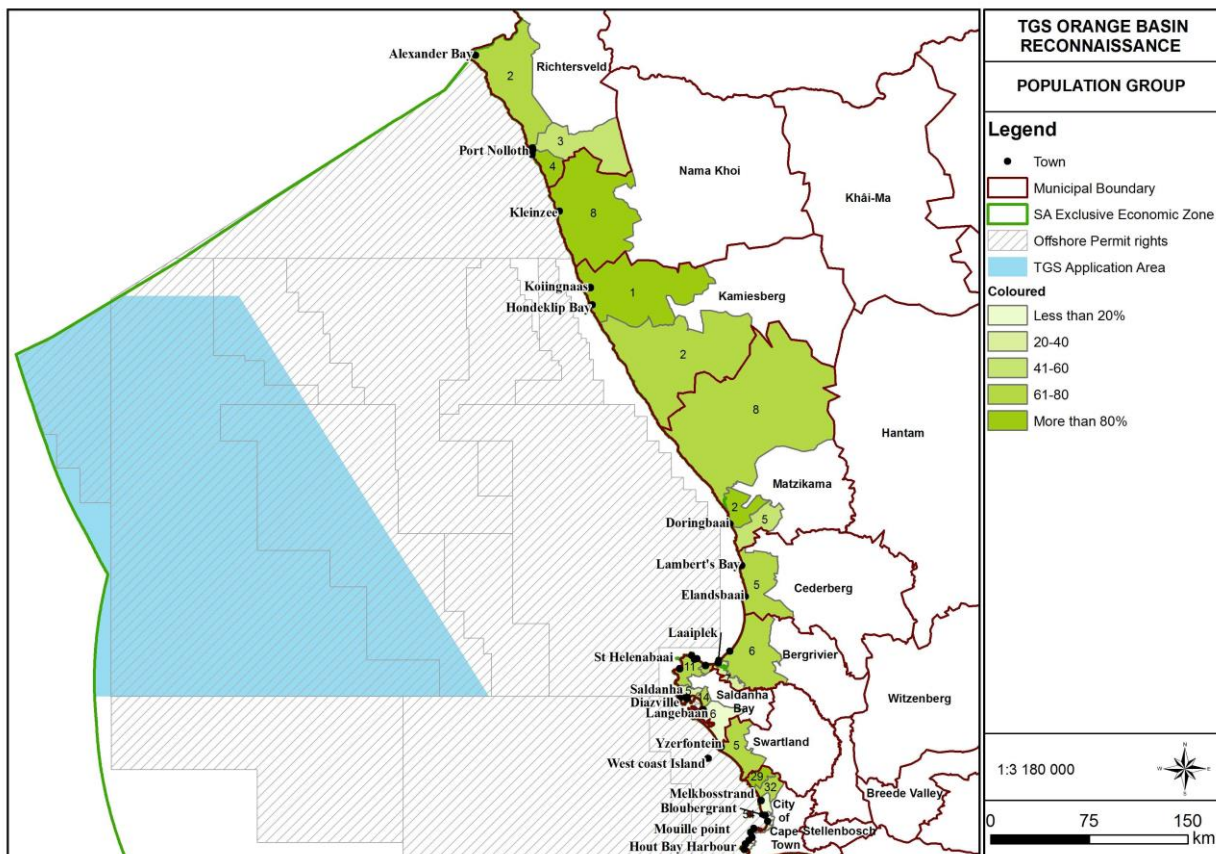 TGS ORANGE BASIN
RECONNAISSANCE
POPULATION GROUP
Legend
Town
Municipal Boundary
SA Exclusive Economic Zone
Offshore Permit rights
TGS Application Area
Coloured
Less than 20%
20-40
41-60
61-80
More than 80%
1:3 180 000
N
W
E
S
0 75 150
km
Alexander Bay
Richtersveld
2
Port Nolloth
3
4
Nama Khoi
Khâi-Ma
Kleinzee
8
Koiingnaas
1
Kamiesberg
Hondeklip Bay
2
8
Hantam
Matzikama
2
5
Doringbaai
Lambert's Bay
5
Cederberg
Elandsbaai
Laaiplek
6
Bergrivier
St Helenabaai
11
Witzenberg
Saldanha
5
Diazville
14
Saldanha
Bay
Langebaan
6
Yzerfontein
5
Swartland
West coast Island
29
32
Melkbosstrand
Breede Valley
Bloubergrant
City
of
Cape
Town
Stellenbosch
Mouille point
Hout Bay Harbour